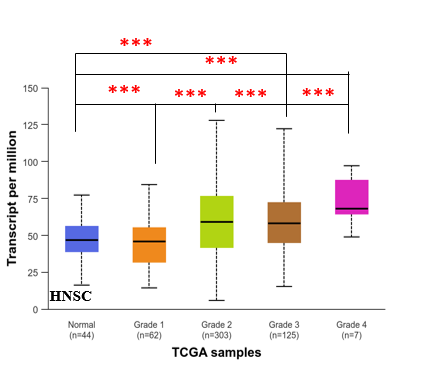 ***
***
*** *** *** ***
150
125
100
75
50
25
0
Transcript per million
HNSC
Normal Grade 1 Grade 2 Grade 3 Grade 4
(n=44) (n=62) (n=303) (n=125) (n=7)
TCGA samples